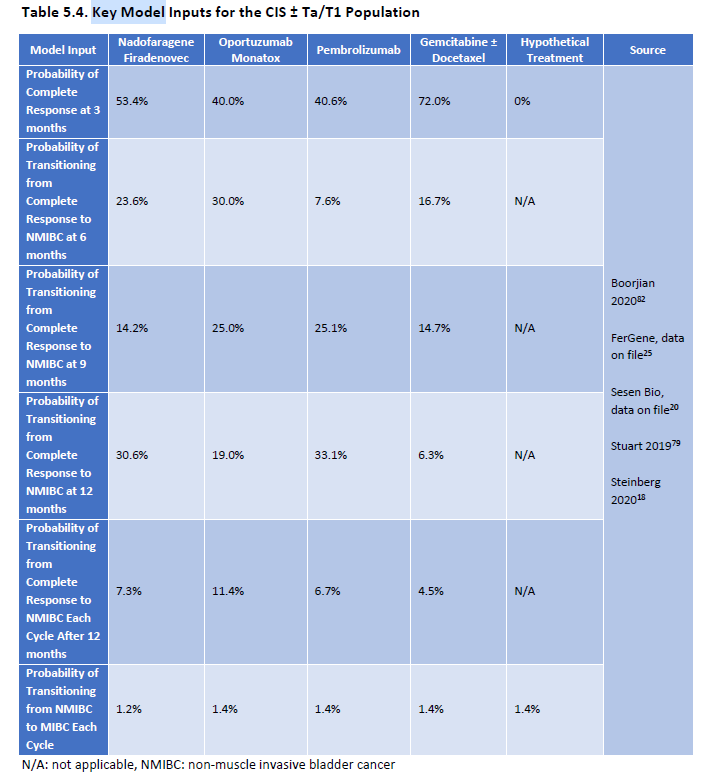 Table 5.4. Key Model Inputs for the CIS ± Ta/T1 Population
Model Input
Nadofaragene
Firadenovec
Oportuzumab
Monatox
Pembrolizumab
Gemcitabine ±
Docetaxel
Hypothetical
Treatment
Source
Probability of
Complete
Response at 3
months
53.4%
40.0%
40.6%
72.0%
0%
Probability of
Transitioning
from
Complete
Response to
NMIBC at 6
months
23.6%
30.0%
7.6%
16.7%
N/A
Probability of
Transitioning
from
Complete
Response to
NMIBC at 9
months
14.2%
25.0%
25.1%
14.7%
N/A
Probability of
Transitioning
from
Complete
Response to
NMIBC at 12
months
30.6%
19.0%
33.1%
6.3%
N/A
Probability of
Transitioning
from
Complete
Response to
NMIBC Each
Cycle After 12
months
7.3%
11.4%
6.7%
4.5%
N/A
Probability of
Transitioning
from NMIBC
to MIBC Each
Cycle
1.2%
1.4%
1.4%
1.4%
1.4%
Boorjian
2020⁸²
FerGene, data
on file²⁵
Sesen Bio,
data on file²⁰
Stuart 2019⁷⁹
Steinberg
2020¹⁸
N/A: not applicable, NMIBC: non-muscle invasive bladder cancer